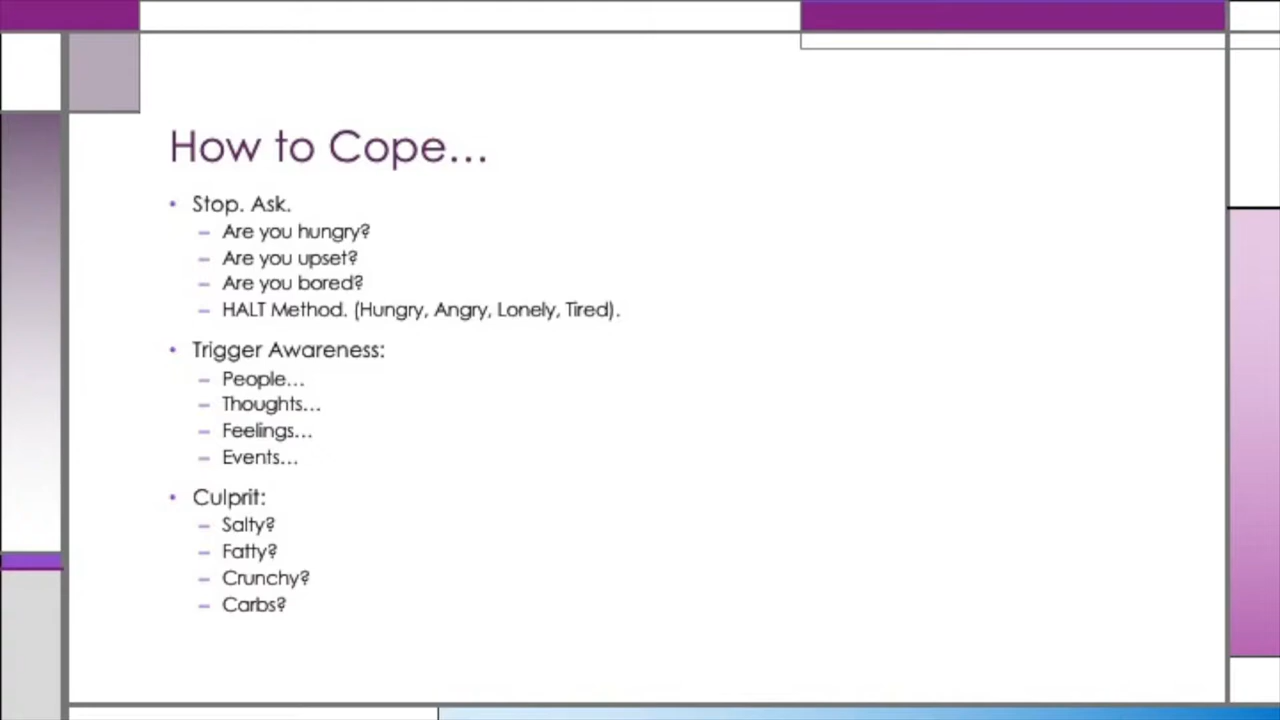 How to Cope…
• Stop. Ask.
– Are you hungry?
– Are you upset?
– Are you bored?
– HALT Method. (Hungry, Angry, Lonely, Tired).
• Trigger Awareness:
– People…
– Thoughts…
– Feelings…
– Events…
• Culprit:
– Salty?
– Fatty?
– Crunchy?
– Carbs?